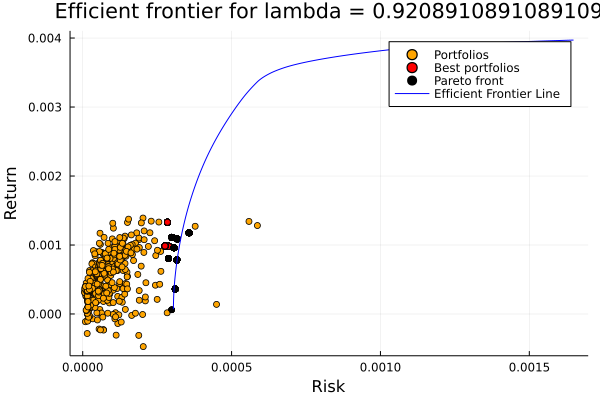 Efficient frontier for lambda = 0.9208910891089109
0.004
0.003
0.002
0.001
0.000
Return
Portfolios
Best portfolios
Pareto front
Efficient Frontier Line
0.0000
0.0005
0.0010
0.0015
Risk